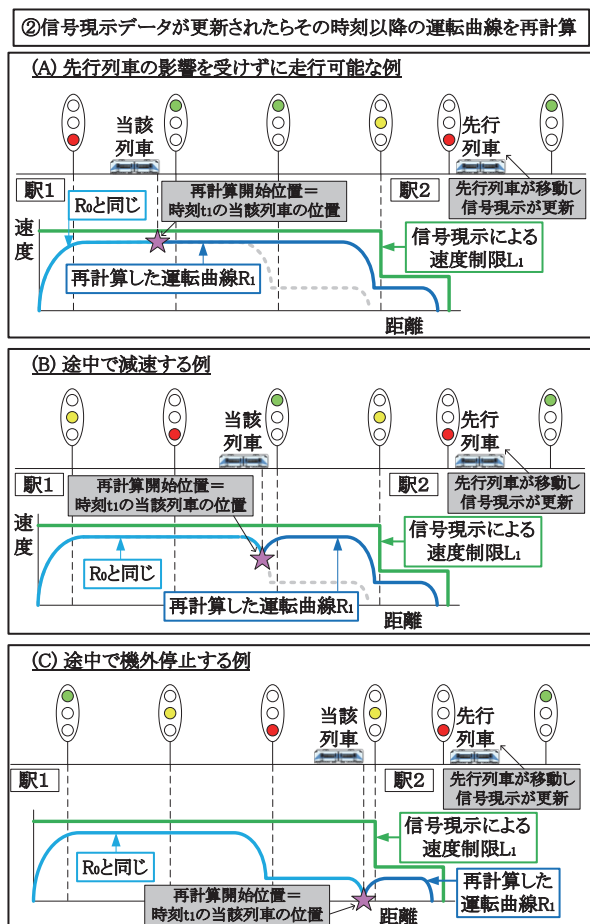 ②信号現示データが更新されたらその時刻以降の運転曲線を再計算
(A) 先行列車の影響を受けずに走行可能な例
当該
列車
先行
列車
駅1
駅2
再計算開始位置＝
時刻t₁の当該列車の位置
先行列車が移動し
信号現示が更新
R₀と同じ
速度
信号現示による
速度制限L₁
再計算した運転曲線R₁
距離
(B) 途中で減速する例
当該
列車
先行
列車
駅1
駅2
再計算開始位置＝
時刻t₁の当該列車の位置
先行列車が移動し
信号現示が更新
速度
信号現示による
速度制限L₁
R₀と同じ
再計算した運転曲線R₁
距離
(C) 途中で機外停止する例
当該
列車
先行
列車
駅1
駅2
先行列車が移動し
信号現示が更新
信号現示による
速度制限L₁
R₀と同じ
再計算した
運転曲線R₁
再計算開始位置＝
時刻t₁の当該列車の位置
距離